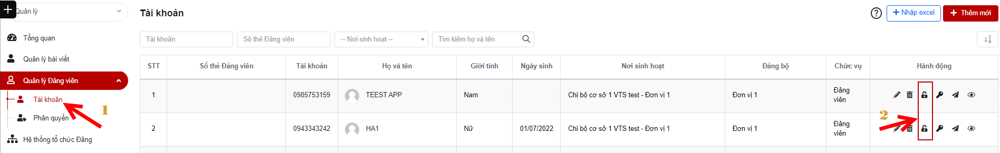 Quản lý
Tổng quan
Quản lý bài viết
Quản lý Đảng viên
Tài khoản
1
Phân quyền
Hệ thống tổ chức Đảng
Tài khoản
Nhập excel
Thêm mới
Tài khoản
Số thẻ Đảng viên
-- Nơi sinh hoạt --
Tìm kiếm họ và tên
STT Số thẻ Đảng viên Tài khoản Họ và tên Giới tính Ngày sinh Nơi sinh hoạt Đảng bộ Chức vụ Hành động
1 0985753159 TEEST APP Nam Chi bộ cơ sở 1 VTS test - Đơn vị 1 Đơn vị 1 Đảng
viên
2
2 0943343242 HA1 Nữ 01/07/2022 Chi bộ cơ sở 1 VTS test - Đơn vị 1 Đơn vị 1 Đảng
viên